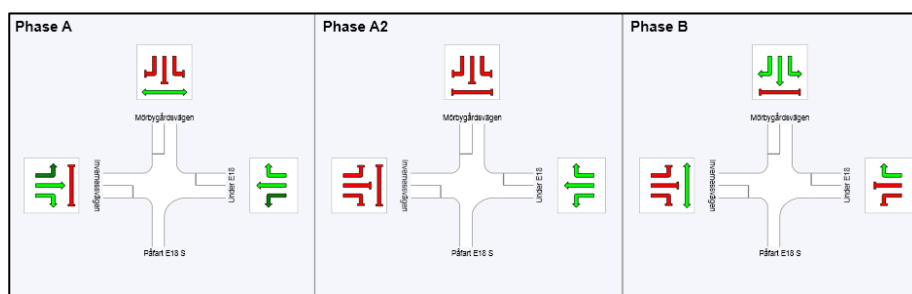 Phase A
Phase A2
Phase B
Mörbygårdsvägen
Mörbygårdsvägen
Mörbygårdsvägen
Invernessvägen
Under E18
Invernessvägen
Under E18
Invernessvägen
Under E18
Påfart E18 S
Påfart E18 S
Påfart E18 S